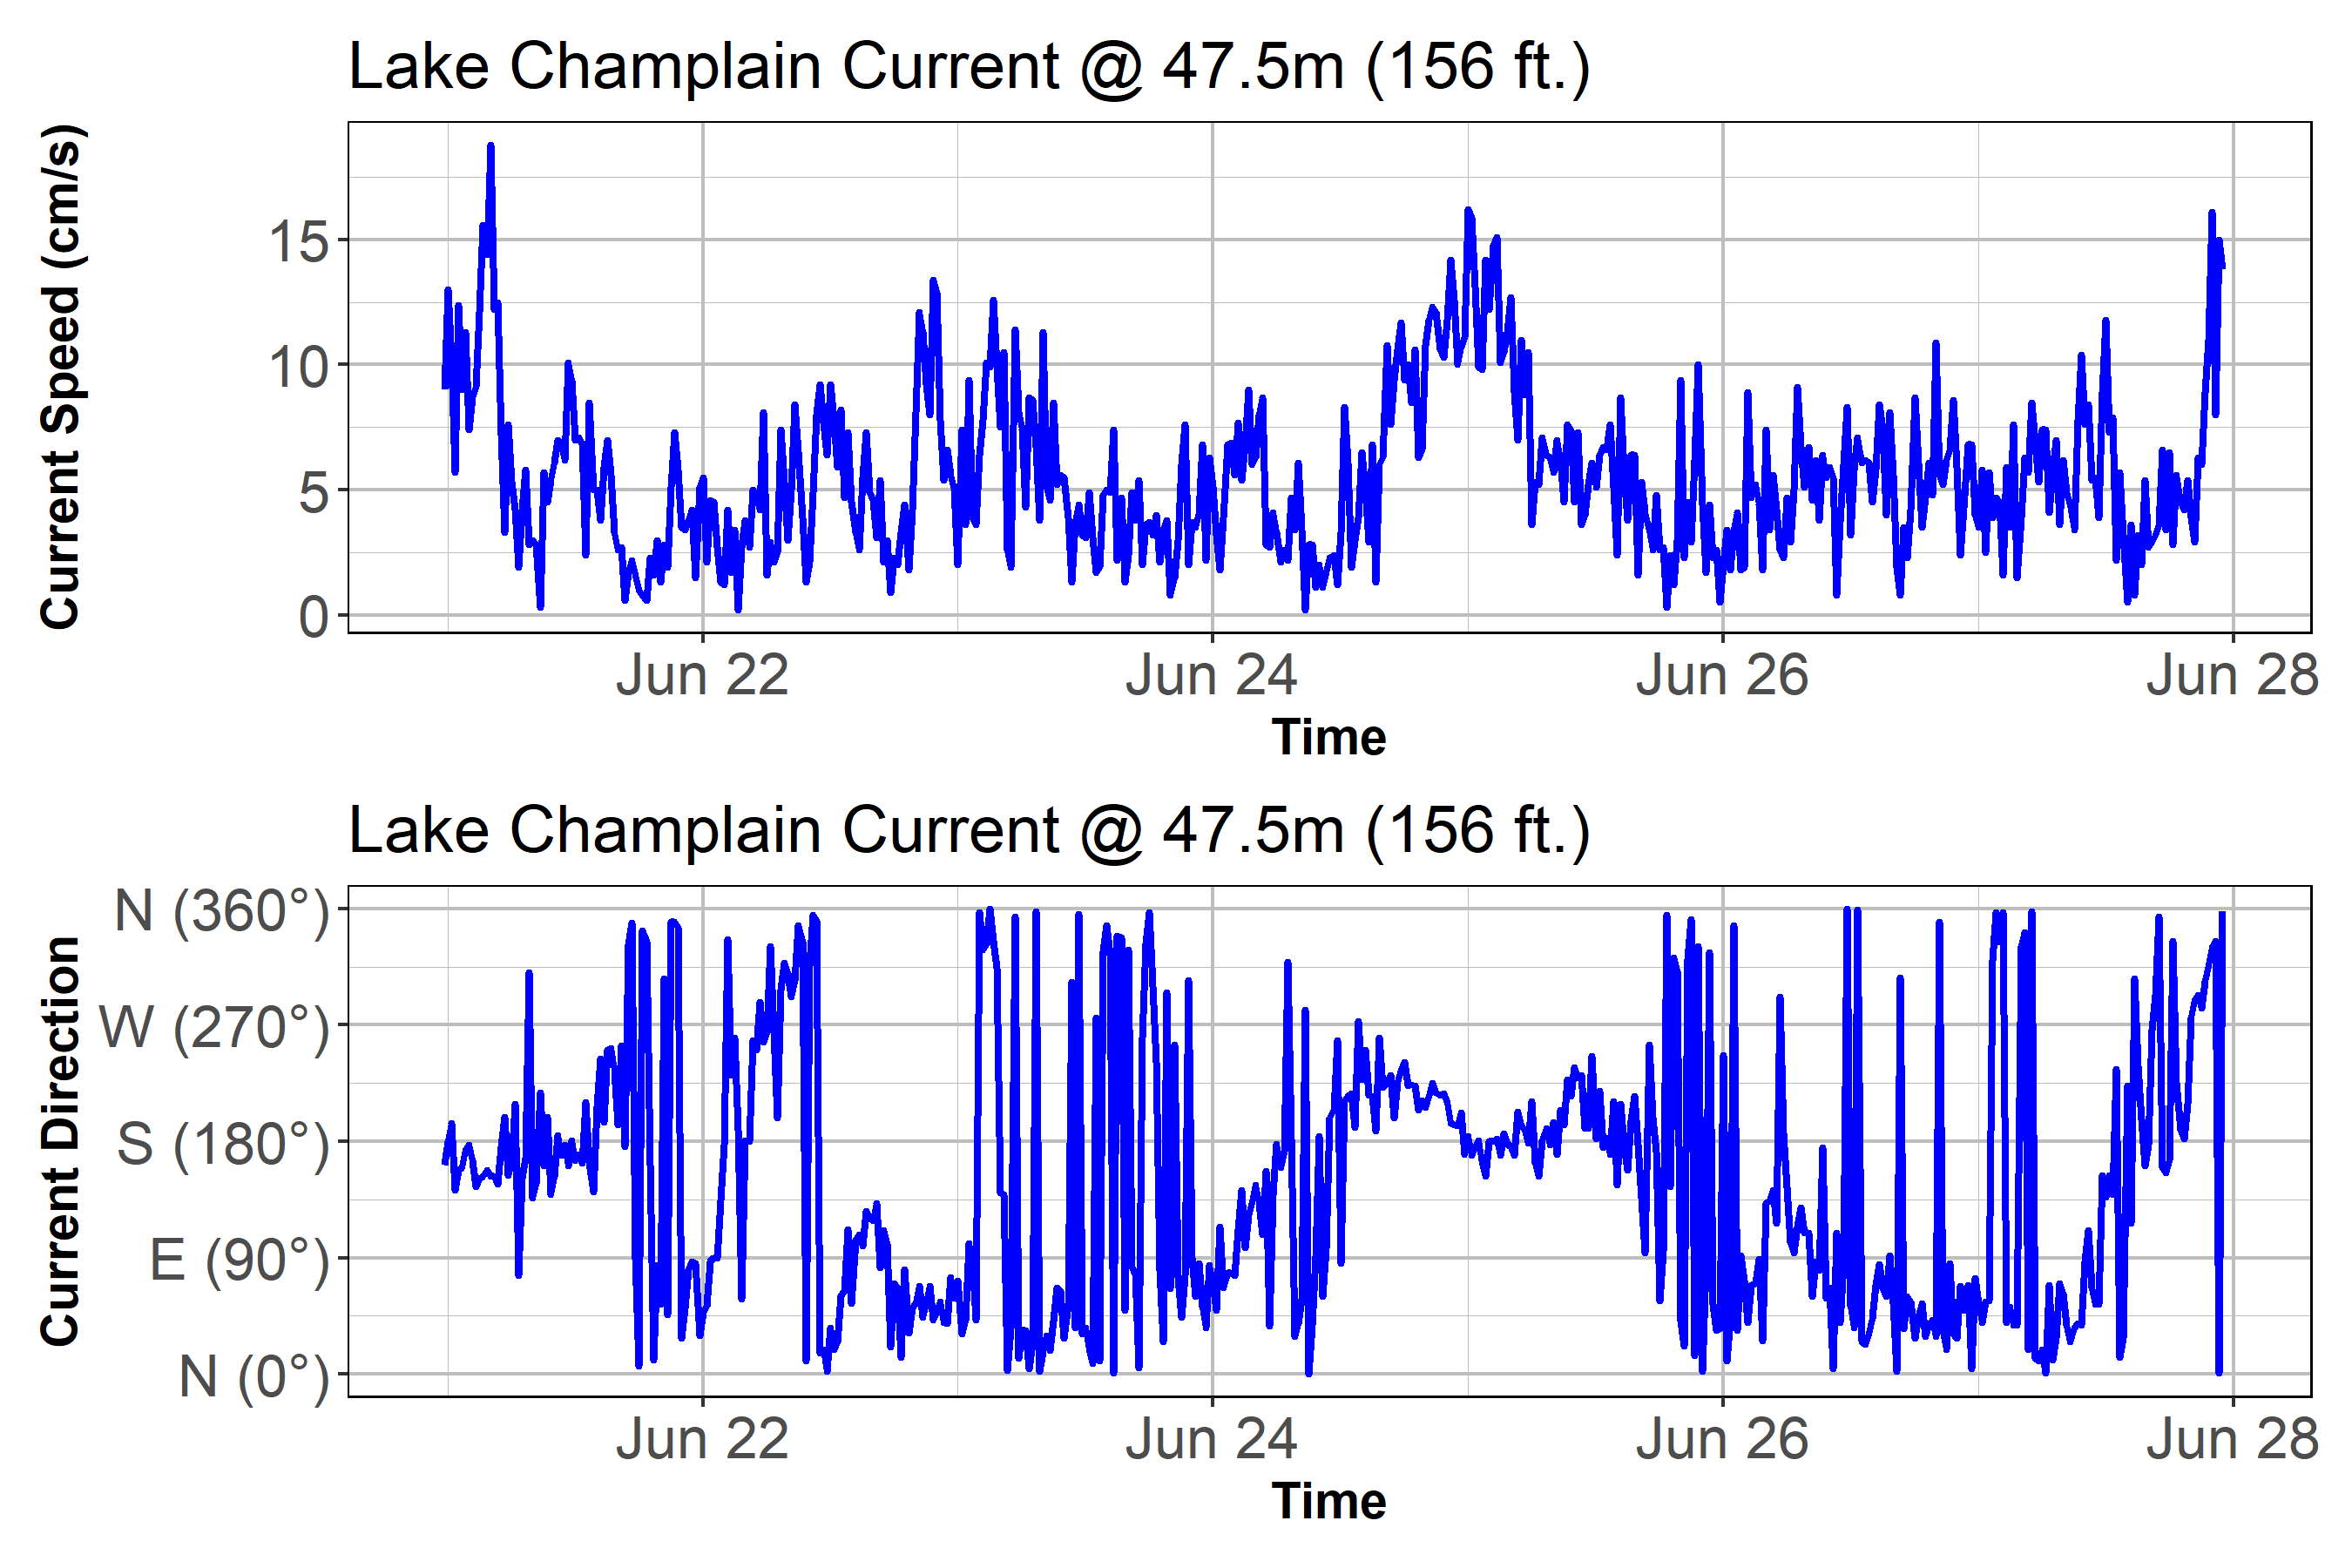 Lake Champlain Current @ 47.5m (156 ft.)
Current Speed (cm/s)
15
10
5
0
Jun 22 Jun 24 Jun 26 Jun 28
Time
Lake Champlain Current @ 47.5m (156 ft.)
Current Direction
N (360°)
W (270°)
S (180°)
E (90°)
N (0°)
Jun 22 Jun 24 Jun 26 Jun 28
Time